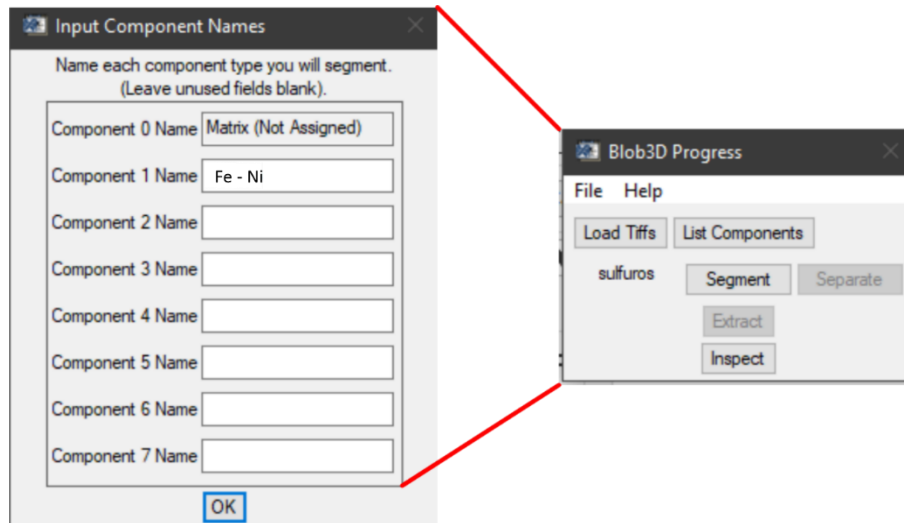 Input Component Names
Name each component type you will segment.
(Leave unused fields blank).
Component 0 Name Matrix (Not Assigned)
Component 1 Name Fe - Ni
Component 2 Name
Component 3 Name
Component 4 Name
Component 5 Name
Component 6 Name
Component 7 Name
OK
Blob3D Progress
File Help
Load Tiffs List Components
sulfuros Segment Separate
Extract
Inspect